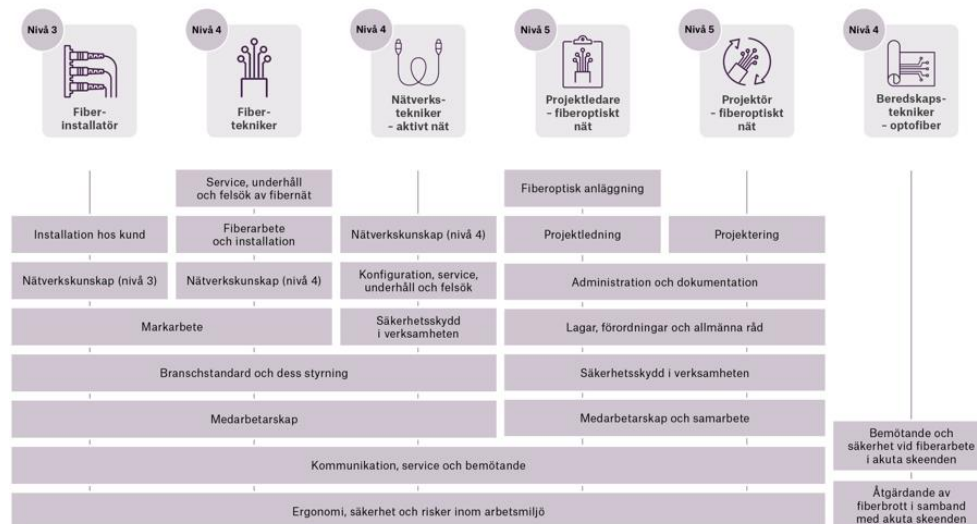 Nivå 3
Nivå 4
Nivå 4
Nivå 5
Nivå 5
Nivå 4
Fiber-
installatör
Fiber-
tekniker
Nätverks-
tekniker
– aktivt nät
Projektledare
– fiberoptiskt
nät
Projektör
– fiberoptiskt
nät
Beredskaps-
tekniker
– optofiber
Service, underhåll
och felsök av fibernät
Fiberoptisk anläggning
Installation hos kund
Fiberarbete
och installation
Nätverkskunskap (nivå 4)
Projektledning
Projektering
Nätverkskunskap (nivå 3)
Nätverkskunskap (nivå 4)
Konfiguration, service,
underhåll och felsök
Administration och dokumentation
Markarbete
Säkerhetsskydd
i verksamheten
Lagar, förordningar och allmänna råd
Branschstandard och dess styrning
Säkerhetsskydd i verksamheten
Medarbetarskap
Medarbetarskap och samarbete
Bemötande och
säkerhet vid fiberarbete
i akuta skeenden
Kommunikation, service och bemötande
Ergonomi, säkerhet och risker inom arbetsmiljö
Åtgärdande av
fiberbrott i samband
med akuta skeenden